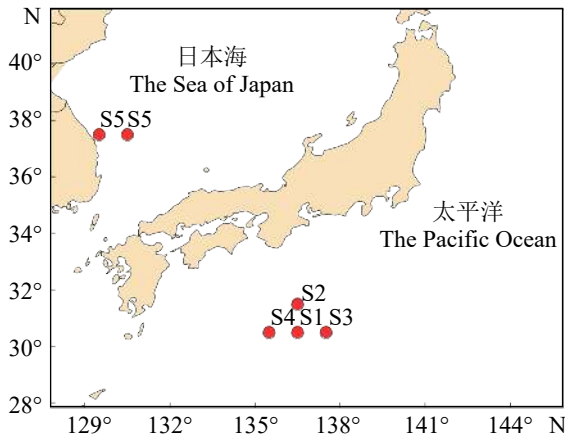 N
40°
38°
36°
34°
32°
30°
28°
日本海
The Sea of Japan
S5 S5
太平洋
The Pacific Ocean
S2
S4 S1 S3
129° 132° 135° 138° 141° 144° N